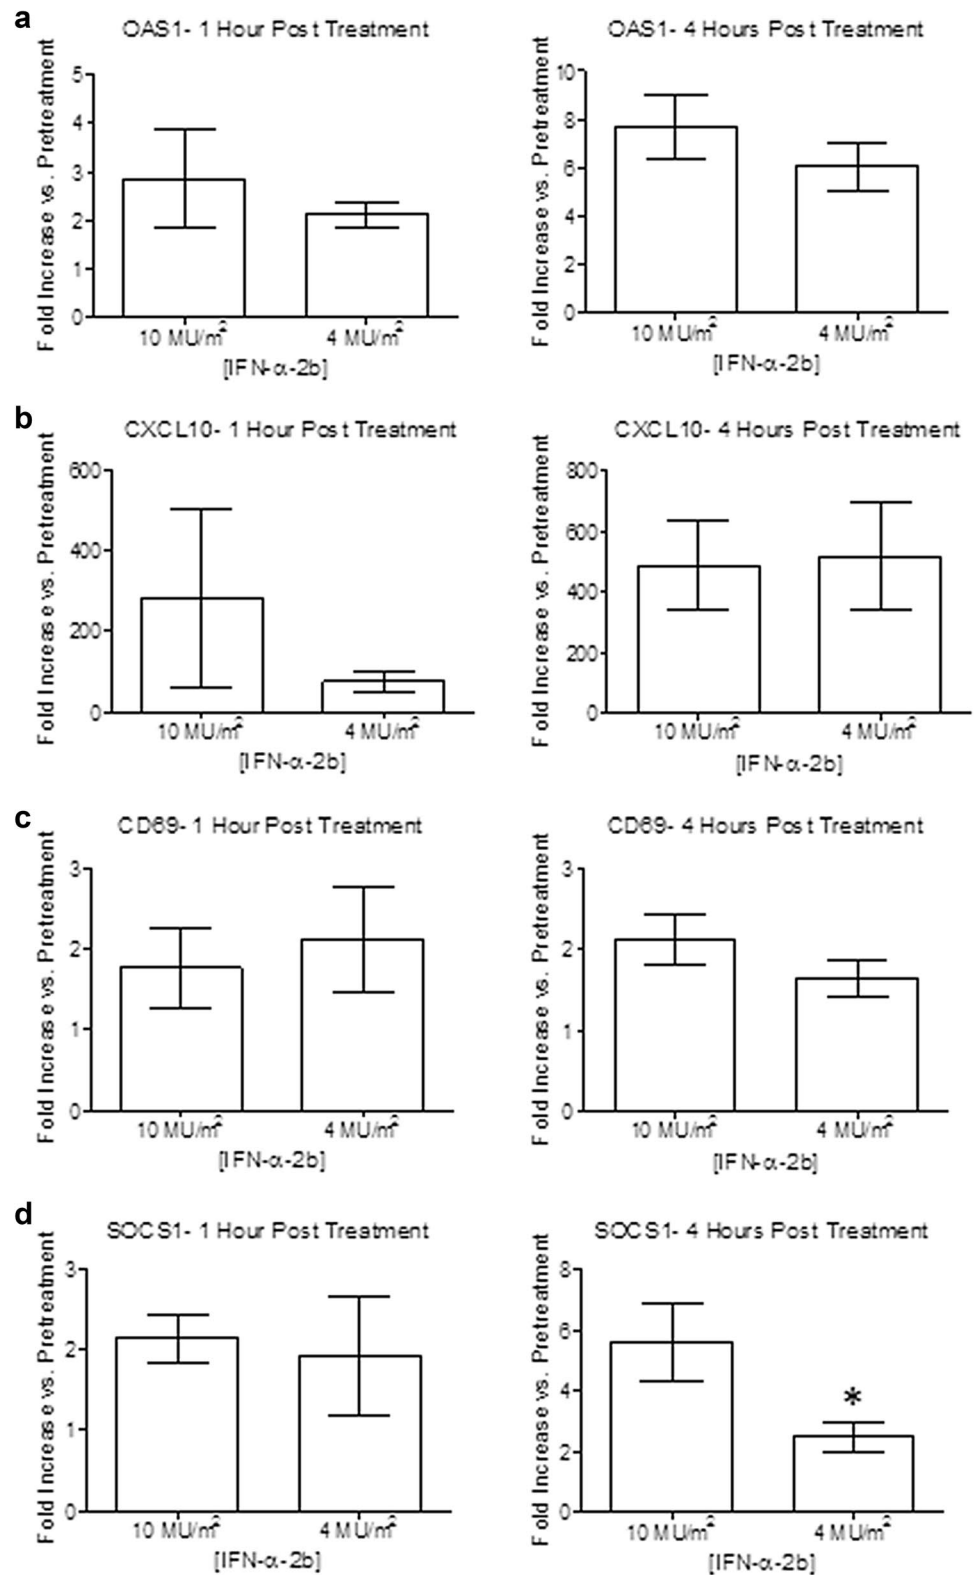 a
OAS1- 1 Hour Post Treatment
Fold Increase vs. Pretreatment
5
4
3
2
1
0
10 MU/m²
4 MU/m²
[IFN-α-2b]
OAS1- 4 Hours Post Treatment
Fold Increase vs. Pretreatment
10
8
6
4
2
0
10 MU/m²
4 MU/m²
[IFN-α-2b]
b
CXCL10- 1 Hour Post Treatment
Fold Increase vs. Pretreatment
600
400
200
0
10 MU/m²
4 MU/m²
[IFN-α-2b]
CXCL10- 4 Hours Post Treatment
Fold Increase vs. Pretreatment
800
600
400
200
0
10 MU/m²
4 MU/m²
[IFN-α-2b]
c
CD69- 1 Hour Post Treatment
Fold Increase vs. Pretreatment
3
2
1
0
10 MU/m²
4 MU/m²
[IFN-α-2b]
CD69- 4 Hours Post Treatment
Fold Increase vs. Pretreatment
3
2
1
0
10 MU/m²
4 MU/m²
[IFN-α-2b]
d
SOCS1- 1 Hour Post Treatment
Fold Increase vs. Pretreatment
3
2
1
0
10 MU/m²
4 MU/m²
[IFN-α-2b]
SOCS1- 4 Hours Post Treatment
Fold Increase vs. Pretreatment
8
6
4
2
0
*
10 MU/m²
4 MU/m²
[IFN-α-2b]